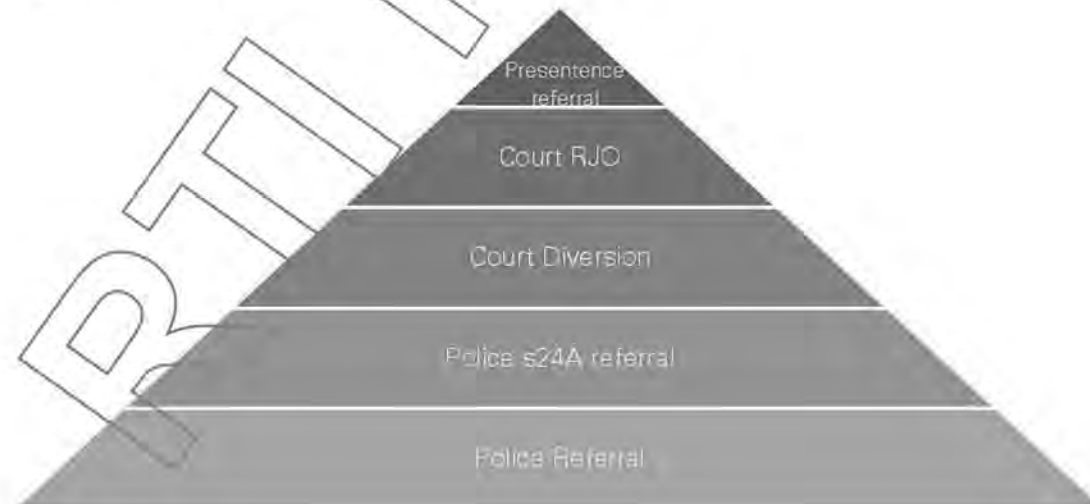 Presentence
referral
Court RJO
Court Diversion
Police s24A referral
Police Referral
RTI